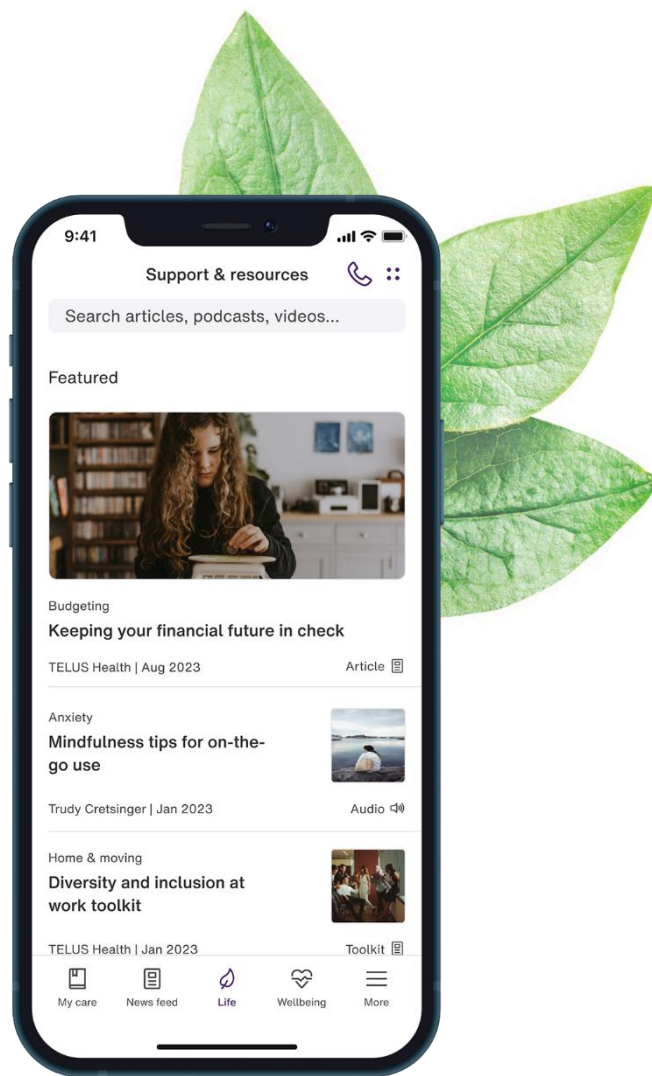 9:41
Support & resources
Search articles, podcasts, videos...
Featured
Budgeting
Keeping your financial future in check
TELUS Health | Aug 2023
Article
Anxiety
Mindfulness tips for on-the-
go use
Trudy Cretsinger | Jan 2023
Audio
Home & moving
Diversity and inclusion at
work toolkit
TELUS Health | Jan 2023
Toolkit
My care
News feed
Life
Wellbeing
More